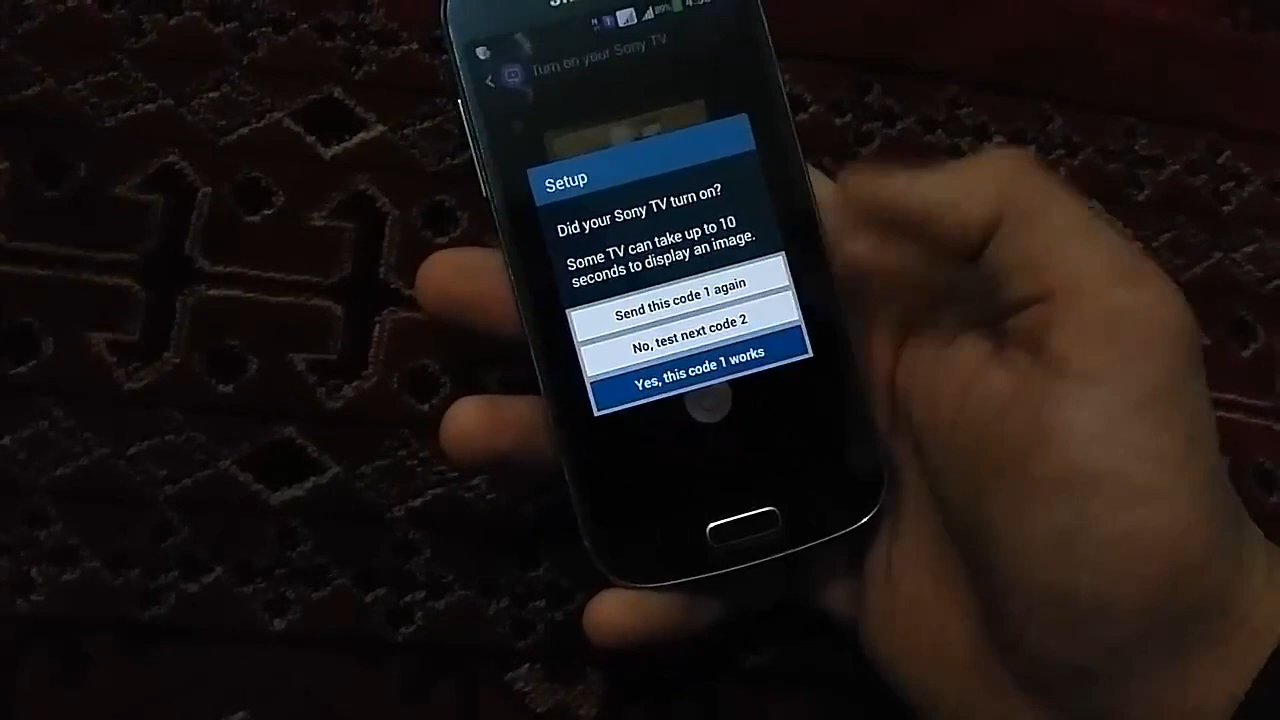 89%
Turn on your Sony TV
Setup
Did your Sony TV turn on?
Some TV can take up to 10
seconds to display an image.
Send this code 1 again
No, test next code 2
Yes, this code 1 works